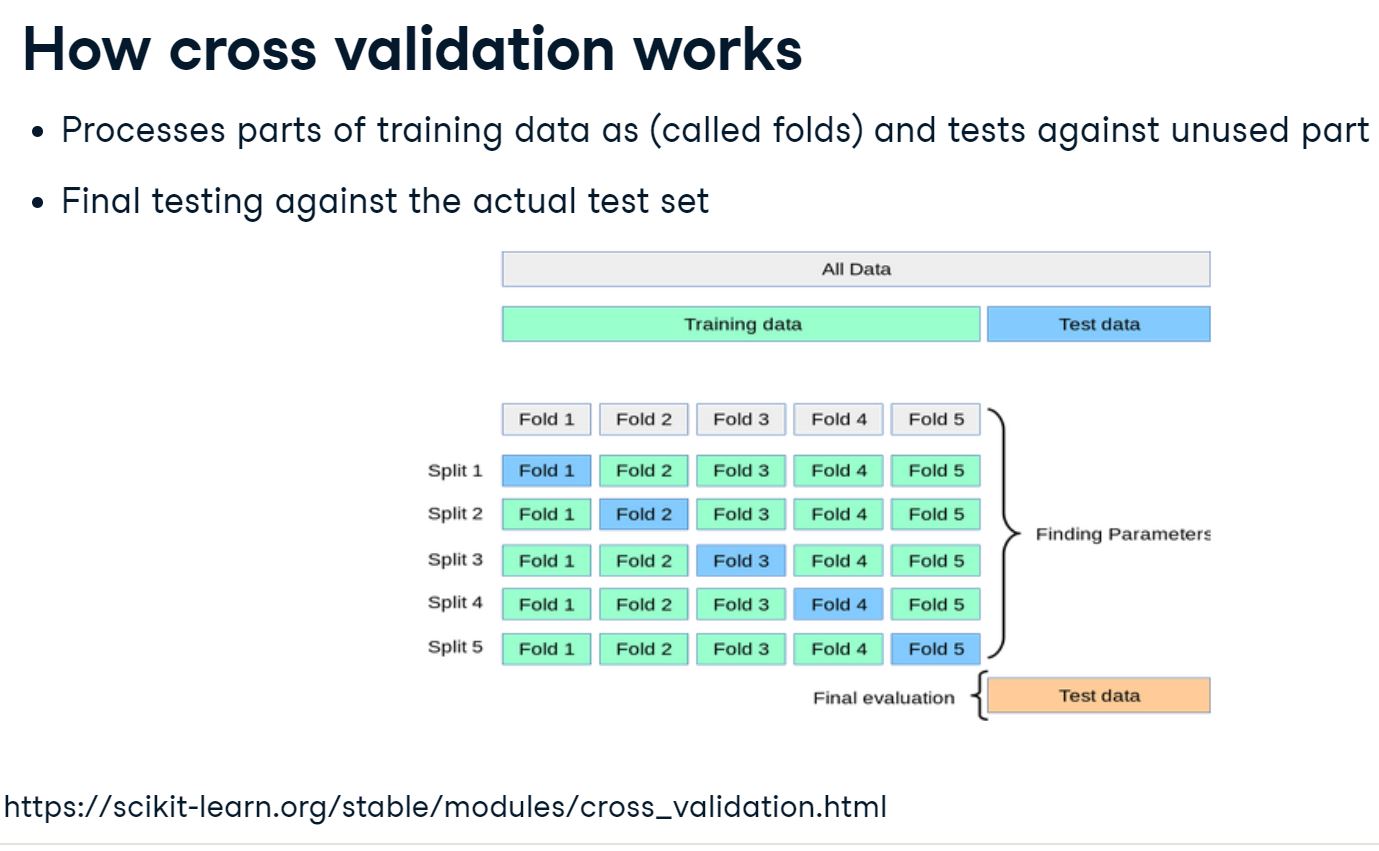 How cross validation works
• Processes parts of training data as (called folds) and tests against unused part
• Final testing against the actual test set
All Data
Training data Test data
Fold 1 Fold 2 Fold 3 Fold 4 Fold 5
Split 1 Fold 1 Fold 2 Fold 3 Fold 4 Fold 5
Split 2 Fold 1 Fold 2 Fold 3 Fold 4 Fold 5
Finding Parameters
Split 3 Fold 1 Fold 2 Fold 3 Fold 4 Fold 5
Split 4 Fold 1 Fold 2 Fold 3 Fold 4 Fold 5
Split 5 Fold 1 Fold 2 Fold 3 Fold 4 Fold 5
Final evaluation Test data
https://scikit-learn.org/stable/modules/cross_validation.html